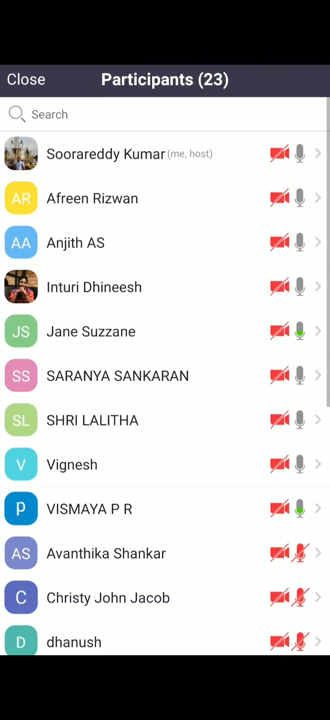 Close Participants (23)
Search
Soorareddy Kumar (me, host)
AR Afreen Rizwan
AA Anjith AS
Inturi Dhineesh
JS Jane Suzzane
SS SARANYA SANKARAN
SL SHRI LALITHA
V Vignesh
p VISMAYA P R
AS Avanthika Shankar
C Christy John Jacob
D dhanush